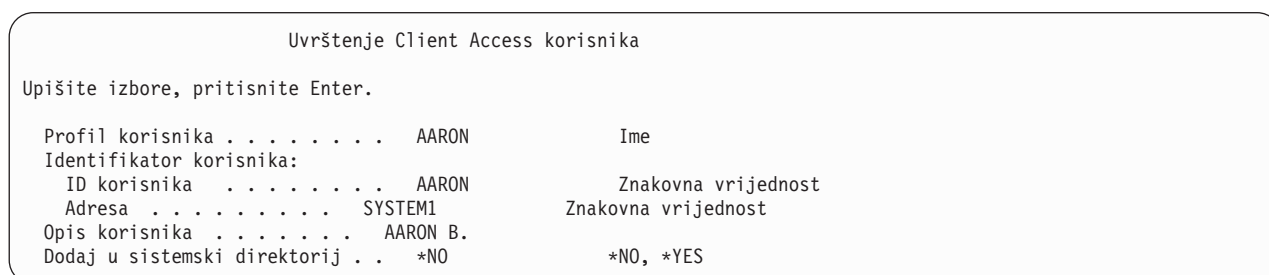 Uvrštenje Client Access korisnika
Upišite izbore, pritisnite Enter.
Profil korisnika . . . . . . . . AARON Ime
Identifikator korisnika:
ID korisnika . . . . . . . . AARON Znakovna vrijednost
Adresa . . . . . . . . . SYSTEM1 Znakovna vrijednost
Opis korisnika . . . . . . . AARON B.
Dodaj u sistemski direktorij . . *NO *NO, *YES